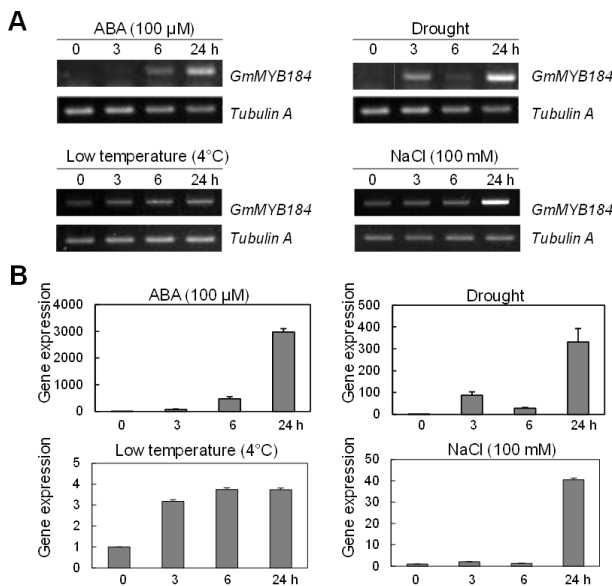 A
ABA (100 µM)
0 3 6 24 h
GmMYB184
Tubulin A
Drought
0 3 6 24 h
GmMYB184
Tubulin A
Low temperature (4°C)
0 3 6 24 h
GmMYB184
Tubulin A
NaCl (100 mM)
0 3 6 24 h
GmMYB184
Tubulin A
B
ABA (100 µM)
Gene expression
4000
3000
2000
1000
0
0 3 6 24 h
Drought
Gene expression
500
400
300
200
100
0
0 3 6 24 h
Low temperature (4°C)
Gene expression
5
4
3
2
1
0
0 3 6 24 h
NaCl (100 mM)
Gene expression
50
40
30
20
10
0
0 3 6 24 h